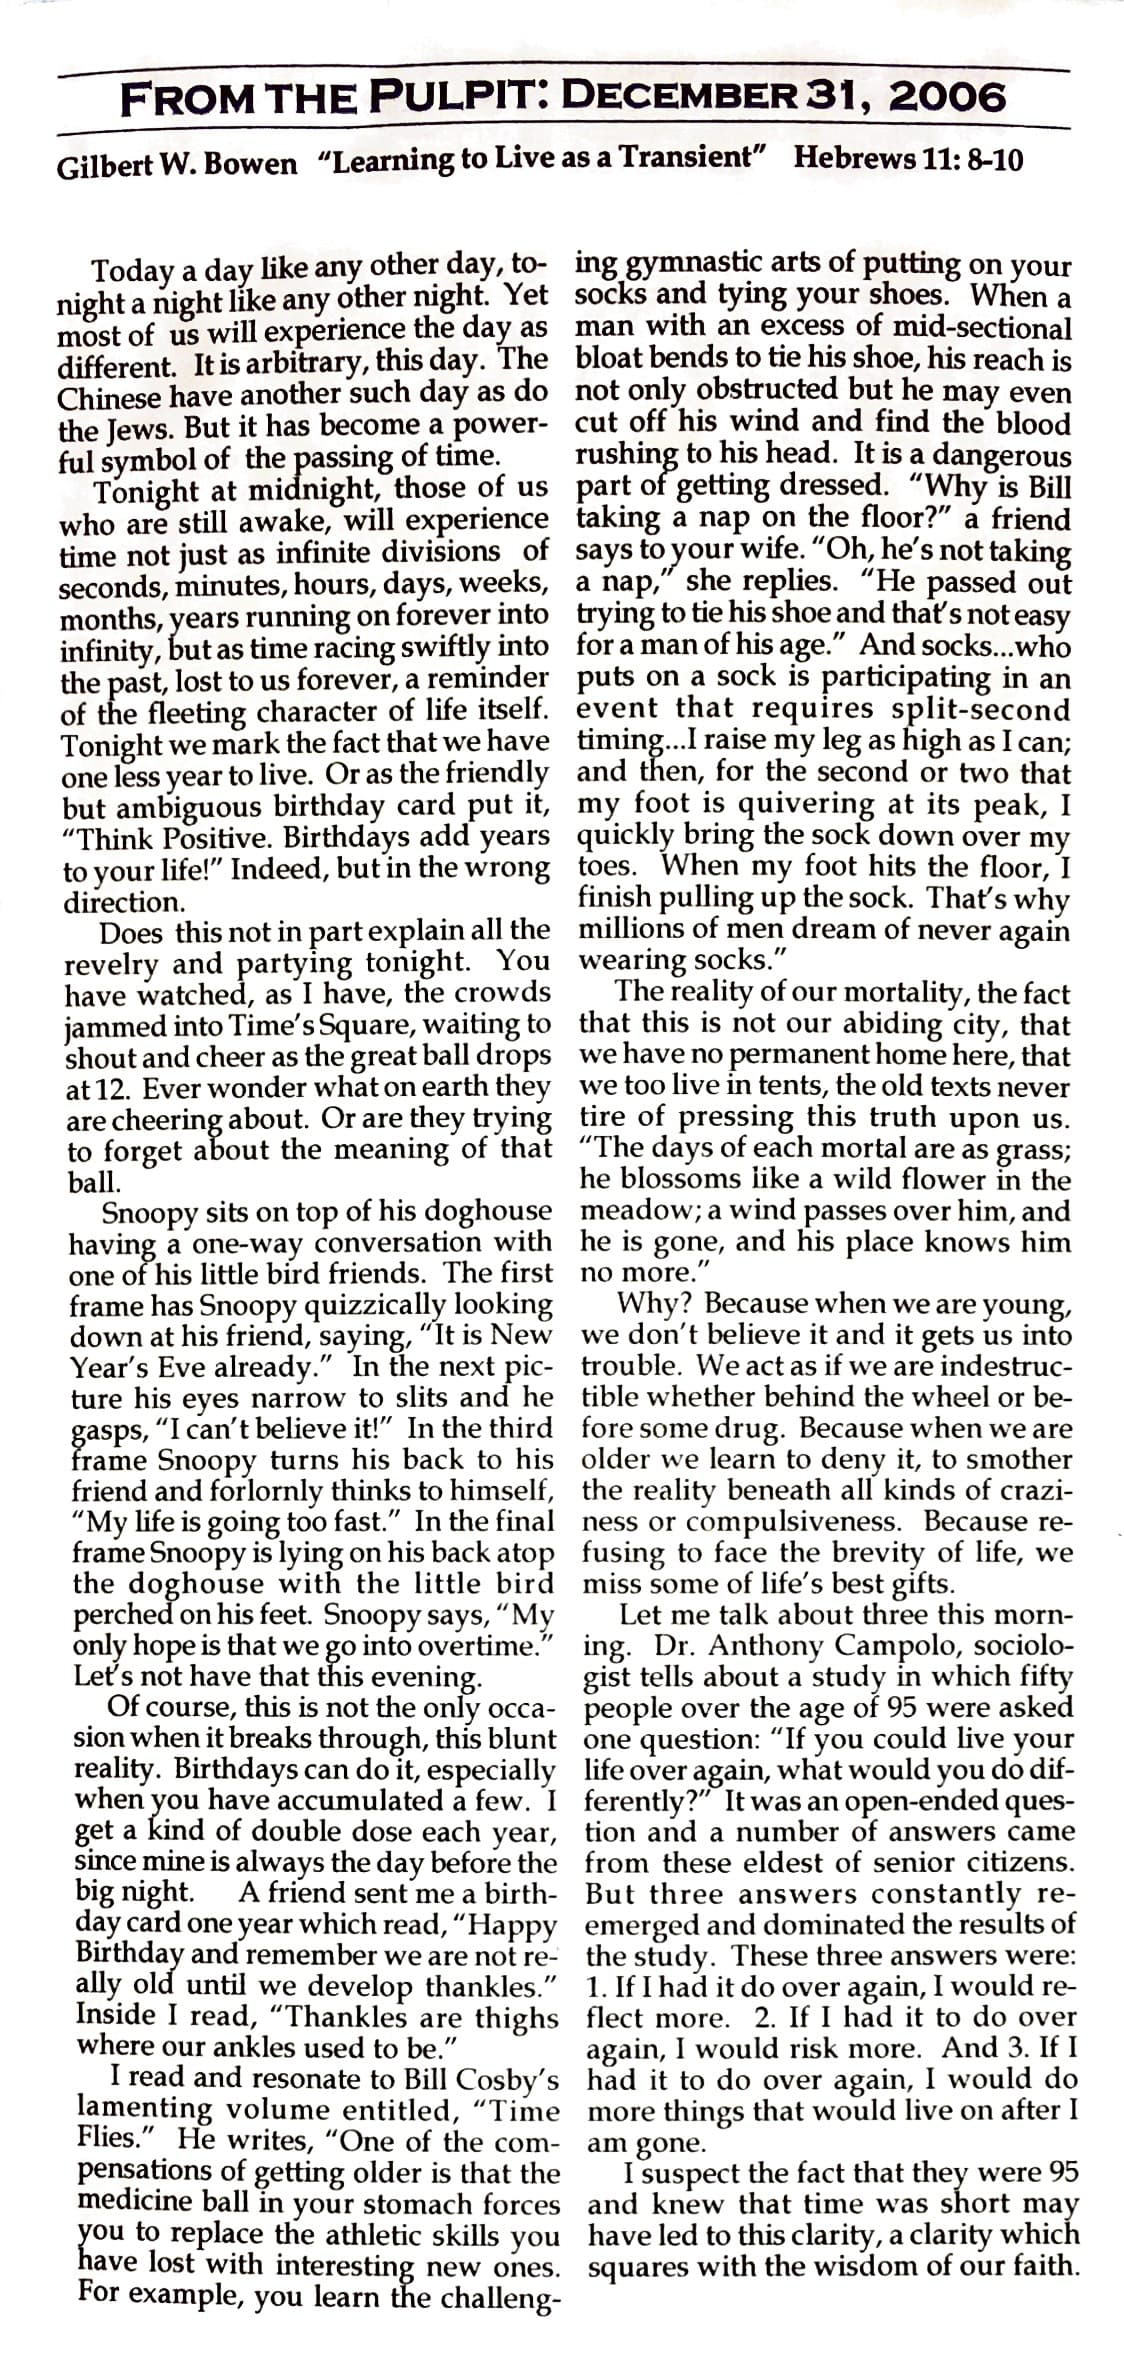 FROM THE PULPIT: DECEMBER 31, 2006
Gilbert W. Bowen "Learning to Live as a Transient" Hebrews 11: 8-10
Today a day like any other day, to-
night a night like any other night. Yet
most of us will experience the day as
different. It is arbitrary, this day. The
Chinese have another such day as do
the Jews. But it has become a power-
ful symbol of the passing of time.
Tonight at midnight, those of us
who are still awake, will experience
time not just as infinite divisions of
seconds, minutes, hours, days, weeks,
months, years running on forever into
infinity, but as time racing swiftly into
the past, lost to us forever, a reminder
of the fleeting character of life itself.
Tonight we mark the fact that we have
one less year to live. Or as the friendly
but ambiguous birthday card put it,
"Think Positive. Birthdays add years
to your life!" Indeed, but in the wrong
direction.
Does this not in part explain all the
revelry and partying tonight. You
have watched, as I have, the crowds
jammed into Time's Square, waiting to
shout and cheer as the great ball drops
at 12. Ever wonder what on earth they
are cheering about. Or are they trying
to forget about the meaning of that
ball.
Snoopy sits on top of his doghouse
having a one-way conversation with
one of his little bird friends. The first
frame has Snoopy quizzically looking
down at his friend, saying, "It is New
Year's Eve already." In the next pic-
ture his eyes narrow to slits and he
gasps, "I can't believe it!" In the third
frame Snoopy turns his back to his
friend and forlornly thinks to himself,
"My life is going too fast." In the final
frame Snoopy is lying on his back atop
the doghouse with the little bird
perched on his feet. Snoopy says, "My
only hope is that we go into overtime."
Let's not have that this evening.
Of course, this is not the only occa-
sion when it breaks through, this blunt
reality. Birthdays can do it, especially
when you have accumulated a few. I
get a kind of double dose each year,
since mine is always the day before the
big night. A friend sent me a birth-
day card one year which read, "Happy
Birthday and remember we are not re-
ally old until we develop thankles."
Inside I read, "Thankles are thighs
where our ankles used to be."
I read and resonate to Bill Cosby's
lamenting volume entitled, "Time
Flies." He writes, "One of the com-
pensations of getting older is that the
medicine ball in your stomach forces
you to replace the athletic skills you
have lost with interesting new ones.
For example, you learn the challeng-
ing gymnastic arts of putting on your
socks and tying your shoes. When a
man with an excess of mid-sectional
bloat bends to tie his shoe, his reach is
not only obstructed but he may even
cut off his wind and find the blood
rushing to his head. It is a dangerous
part of getting dressed. "Why is Bill
taking a nap on the floor?" a friend
says to your wife. "Oh, he's not taking
a nap," she replies. "He passed out
trying to tie his shoe and that's not easy
for a man of his age." And socks...who
puts on a sock is participating in an
event that requires split-second
timing...I raise my leg as high as I can;
and then, for the second or two that
my foot is quivering at its peak, I
quickly bring the sock down over my
toes. When my foot hits the floor, I
finish pulling up the sock. That's why
millions of men dream of never again
wearing socks."
The reality of our mortality, the fact
that this is not our abiding city, that
we have no permanent home here, that
we too live in tents, the old texts never
tire of pressing this truth upon us.
"The days of each mortal are as grass;
he blossoms like a wild flower in the
meadow; a wind passes over him, and
he is gone, and his place knows him
no more."
Why? Because when we are young,
we don't believe it and it gets us into
trouble. We act as if we are indestruc-
tible whether behind the wheel or be-
fore some drug. Because when we are
older we learn to deny it, to smother
the reality beneath all kinds of crazi-
ness or compulsiveness. Because re-
fusing to face the brevity of life, we
miss some of life's best gifts.
Let me talk about three this morn-
ing. Dr. Anthony Campolo, sociolo-
gist tells about a study in which fifty
people over the age of 95 were asked
one question: "If you could live your
life over again, what would you do dif-
ferently?" It was an open-ended ques-
tion and a number of answers came
from these eldest of senior citizens.
But three answers constantly re-
emerged and dominated the results of
the study. These three answers were:
1. If I had it do over again, I would re-
flect more. 2. If I had it to do over
again, I would risk more. And 3. If I
had it to do over again, I would do
more things that would live on after I
am gone.
I suspect the fact that they were 95
and knew that time was short may
have led to this clarity, a clarity which
squares with the wisdom of our faith.